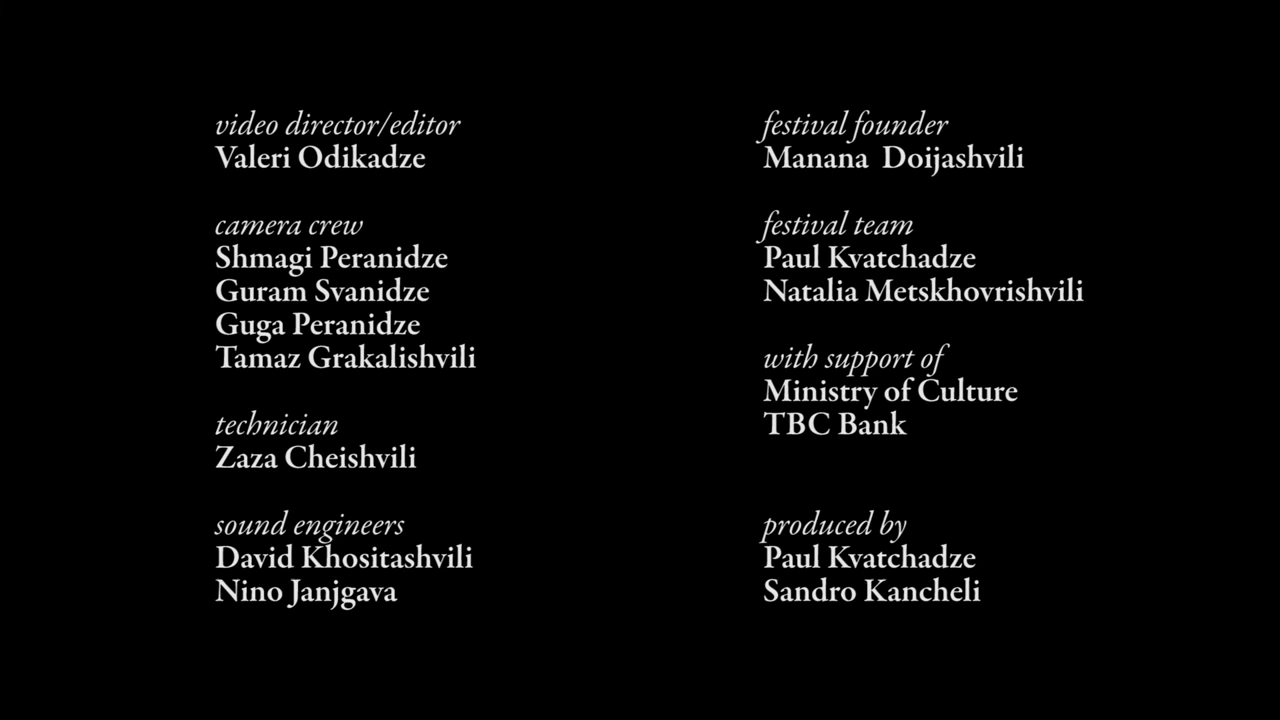 video director/editor
Valeri Odikadze
camera crew
Shmagi Peranidze
Guram Svanidze
Guga Peranidze
Tamaz Grakalishvili
technician
Zaza Cheishvili
sound engineers
David Khositashvili
Nino Janjgava
festival founder
Manana  Doijashvili
festival team
Paul Kvatchadze
Natalia Metskhovrishvili
with support of
Ministry of Culture
TBC Bank
produced by
Paul Kvatchadze
Sandro Kancheli